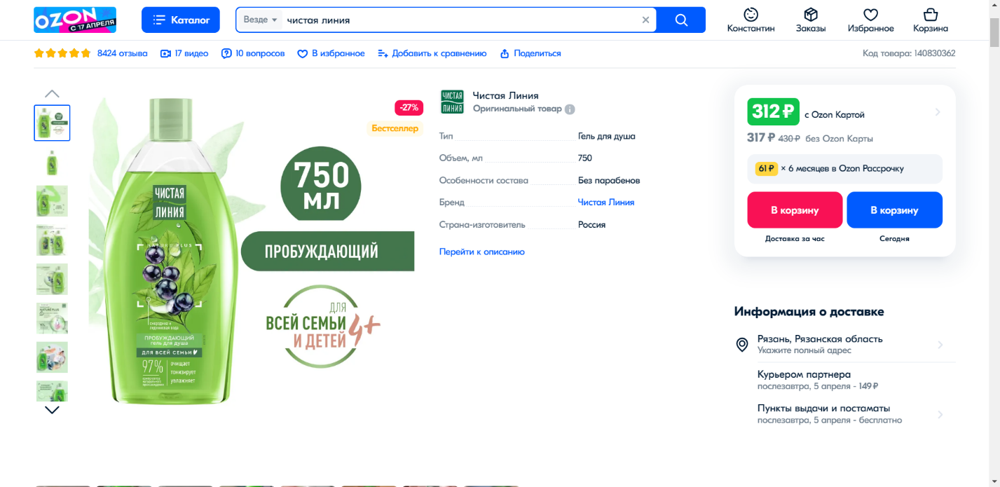 OZON
С 17 АПРЕЛЯ
Каталог
Везде
чистая линия
Константин
Заказы
Избранное
Корзина
8424 отзыва
17 видео
10 вопросов
В избранное
Добавить к сравнению
Поделиться
Код товара: 140830362
-27%
Бестселлер
750
МЛ
ПРОБУЖДАЮЩИЙ
ДЛЯ
ВСЕЙ СЕМЬИ
И ДЕТЕЙ
4+
ЧИСТАЯ
ЛИНИЯ
NATURE PLUS
смородина и
ледниковая вода
ПРОБУЖДАЮЩИЙ
ГЕЛЬ ДЛЯ ДУША
ДЛЯ ВСЕЙ СЕМЬИ
97%
очищает
тонизирует
увлажняет
ЧИСТАЯ
ЛИНИЯ
Чистая Линия
Оригинальный товар
Тип Гель для душа
Объем, мл 750
Особенности состава Без парабенов
Бренд Чистая Линия
Страна-изготовитель Россия
Перейти к описанию
312 ₽ с Ozon Картой
317 ₽ 430 ₽ без Ozon Карты
61 ₽ × 6 месяцев в Ozon Рассрочку
В корзину
Доставка за час
В корзину
Сегодня
Информация о доставке
Рязань, Рязанская область
Укажите полный адрес
Курьером партнера
послезавтра, 5 апреля - 149 ₽
Пункты выдачи и постаматы
послезавтра, 5 апреля - бесплатно